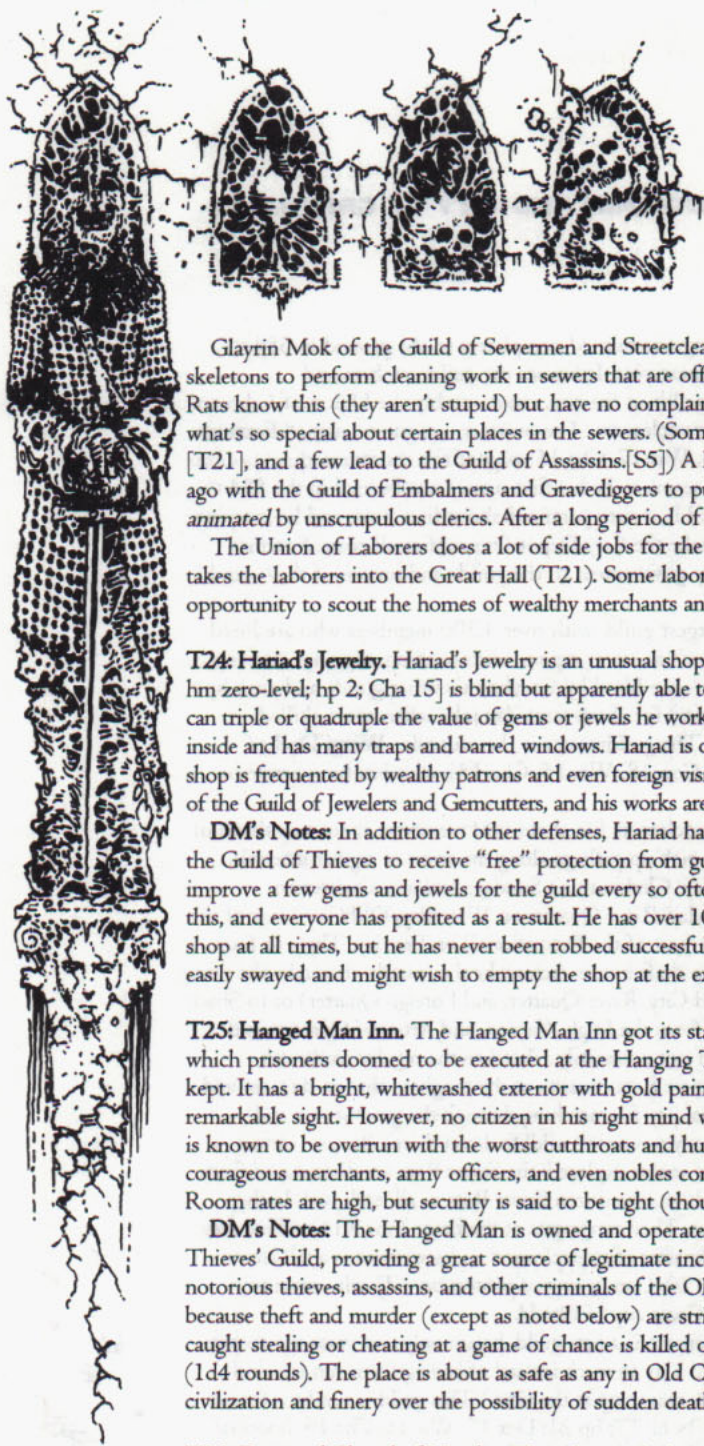 Glayrin Mok of the Guild of Sewermen and Streetclea
skeletons to perform cleaning work in sewers that are off
Rats know this (they aren't stupid) but have no complain
what's so special about certain places in the sewers. (Som
[T21], and a few lead to the Guild of Assassins.[S5]) A
ago with the Guild of Embalmers and Gravediggers to pu
animated by unscrupulous clerics. After a long period of
The Union of Laborers does a lot of side jobs for the
takes the laborers into the Great Hall (T21). Some labor
opportunity to scout the homes of wealthy merchants an
T24: Hariad's Jewelry. Hariad's Jewelry is an unusual shop
hm zero-level; hp 2; Cha 15] is blind but apparently able to
can triple or quadruple the value of gems or jewels he work
inside and has many traps and barred windows. Hariad is o
shop is frequented by wealthy patrons and even foreign visi
of the Guild of Jewelers and Gemcutters, and his works are
DM's Notes: In addition to other defenses, Hariad ha
the Guild of Thieves to receive "free" protection from gu
improve a few gems and jewels for the guild every so ofte
this, and everyone has profited as a result. He has over 10
shop at all times, but he has never been robbed successfu
easily swayed and might wish to empty the shop at the ex
T25: Hanged Man Inn. The Hanged Man Inn got its sta
which prisoners doomed to be executed at the Hanging T
kept. It has a bright, whitewashed exterior with gold pain
remarkable sight. However, no citizen in his right mind w
is known to be overrun with the worst cutthroats and hu
courageous merchants, army officers, and even nobles con
Room rates are high, but security is said to be tight (thou
DM's Notes: The Hanged Man is owned and operate
Thieves' Guild, providing a great source of legitimate inc
notorious thieves, assassins, and other criminals of the Ol
because theft and murder (except as noted below) are stri
caught stealing or cheating at a game of chance is killed o
(1d4 rounds). The place is about as safe as any in Old C
civilization and finery over the possibility of sudden death